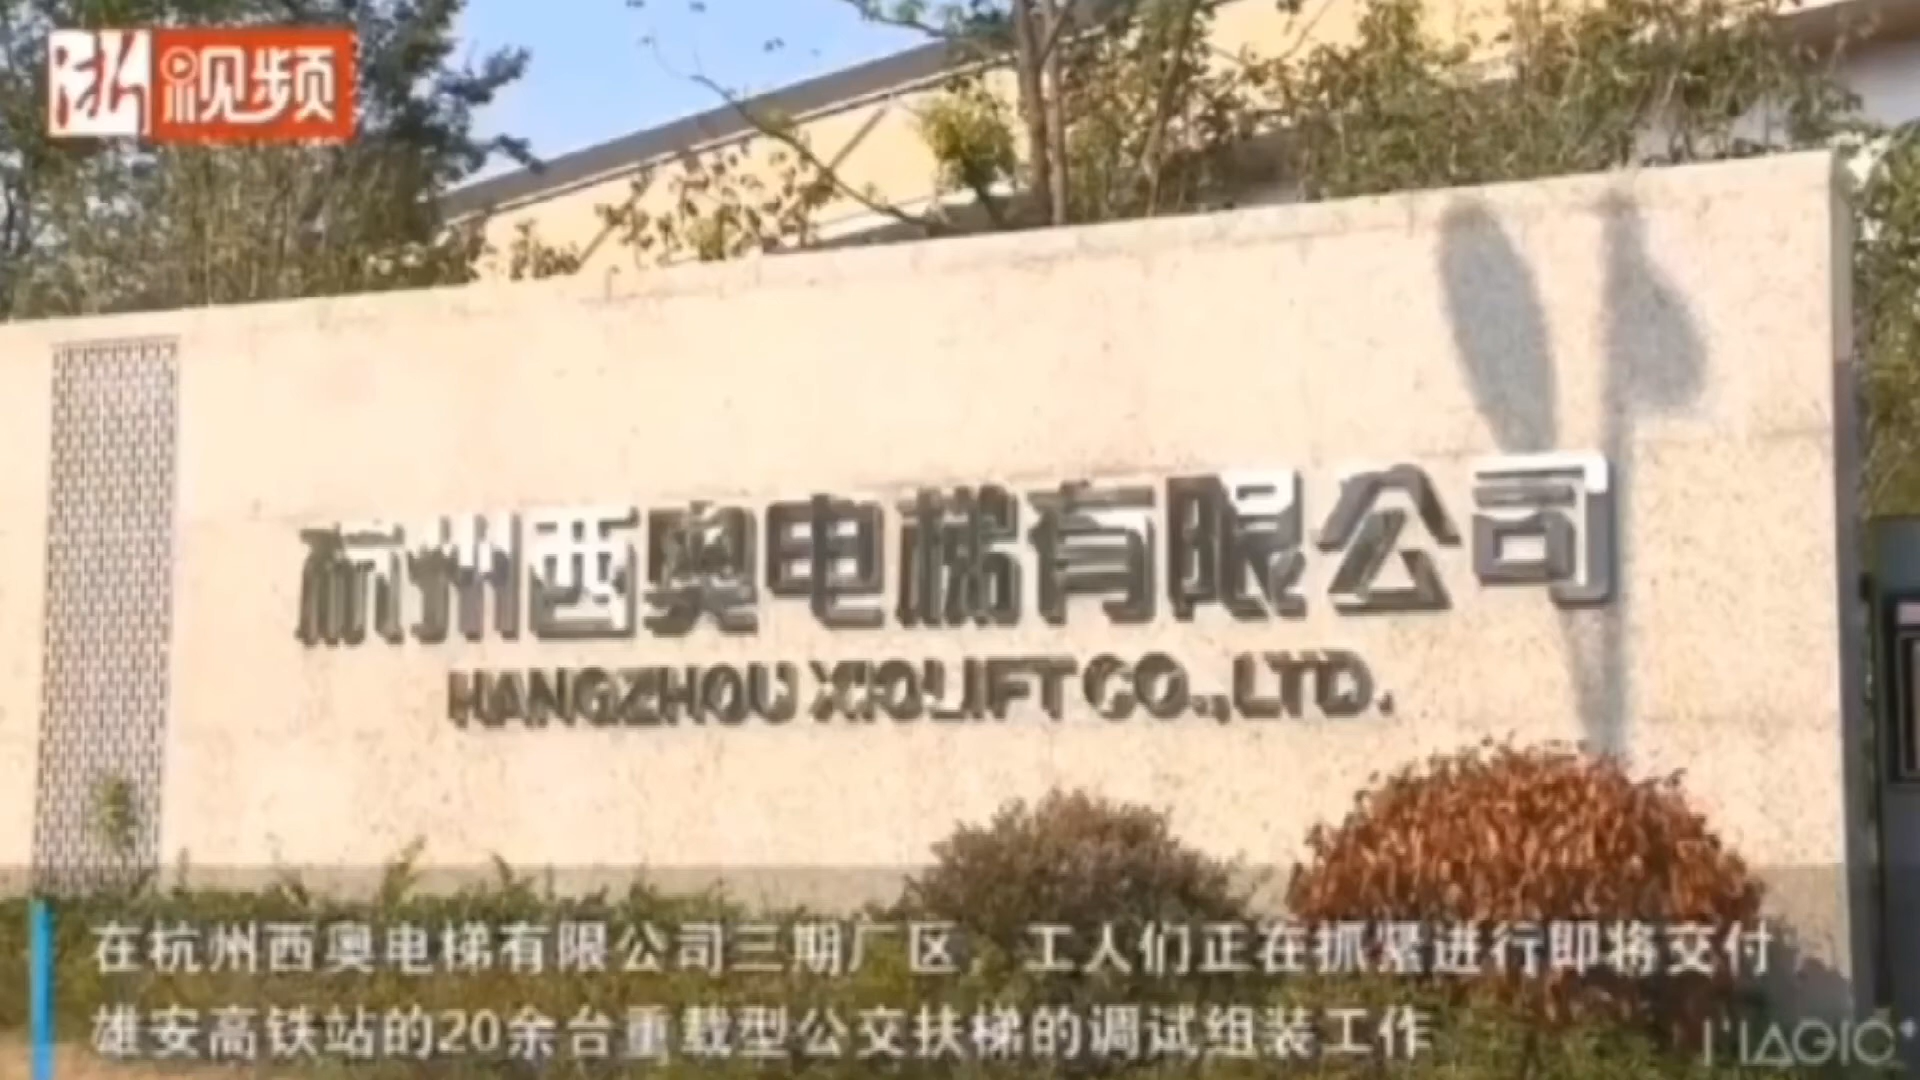 浙视频
杭州西奥电梯有限公司
HANGZHOU XIOLIFT CO.,LTD.
在杭州西奥电梯有限公司三期厂区，工人们正在抓紧进行即将交付
雄安高铁站的20余台重载型公交扶梯的调试组装工作
MAGIC